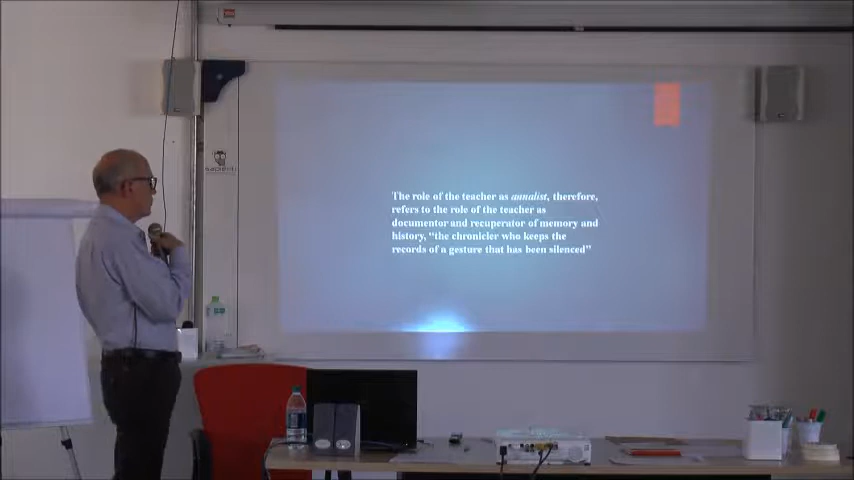 The role of the teacher as annalist, therefore,
refers to the role of the teacher as
documentor and recuperator of memory and
history, “the chronicler who keeps the
records of a gesture that has been silenced”